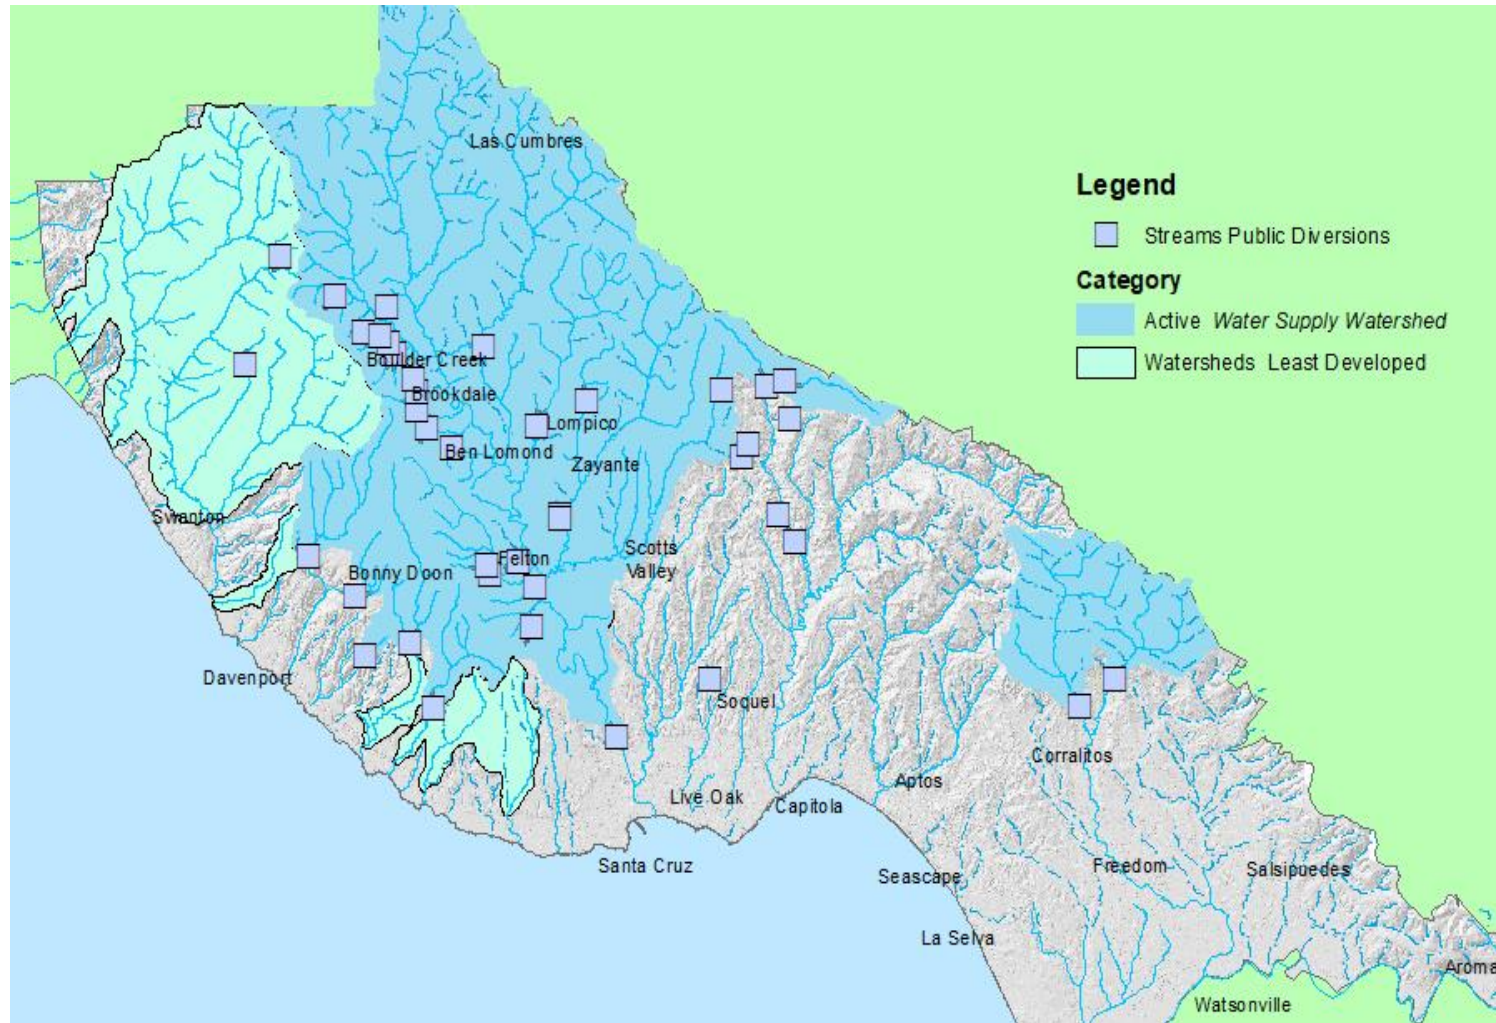 Las Cumbres
Legend
Streams Public Diversions
Category
Active Water Supply Watershed
Watersheds Least Developed
Boulder Creek
Brookdale
Lompico
Ben Lomond
Zayante
Swanton
Scotts
Valley
Felton
Bonny Doon
Davenport
Soquel
Corralitos
Aptos
Live Oak
Capitola
Santa Cruz
Seascape
Freedom
Salsipuedes
La Selva
Aroma
Watsonville